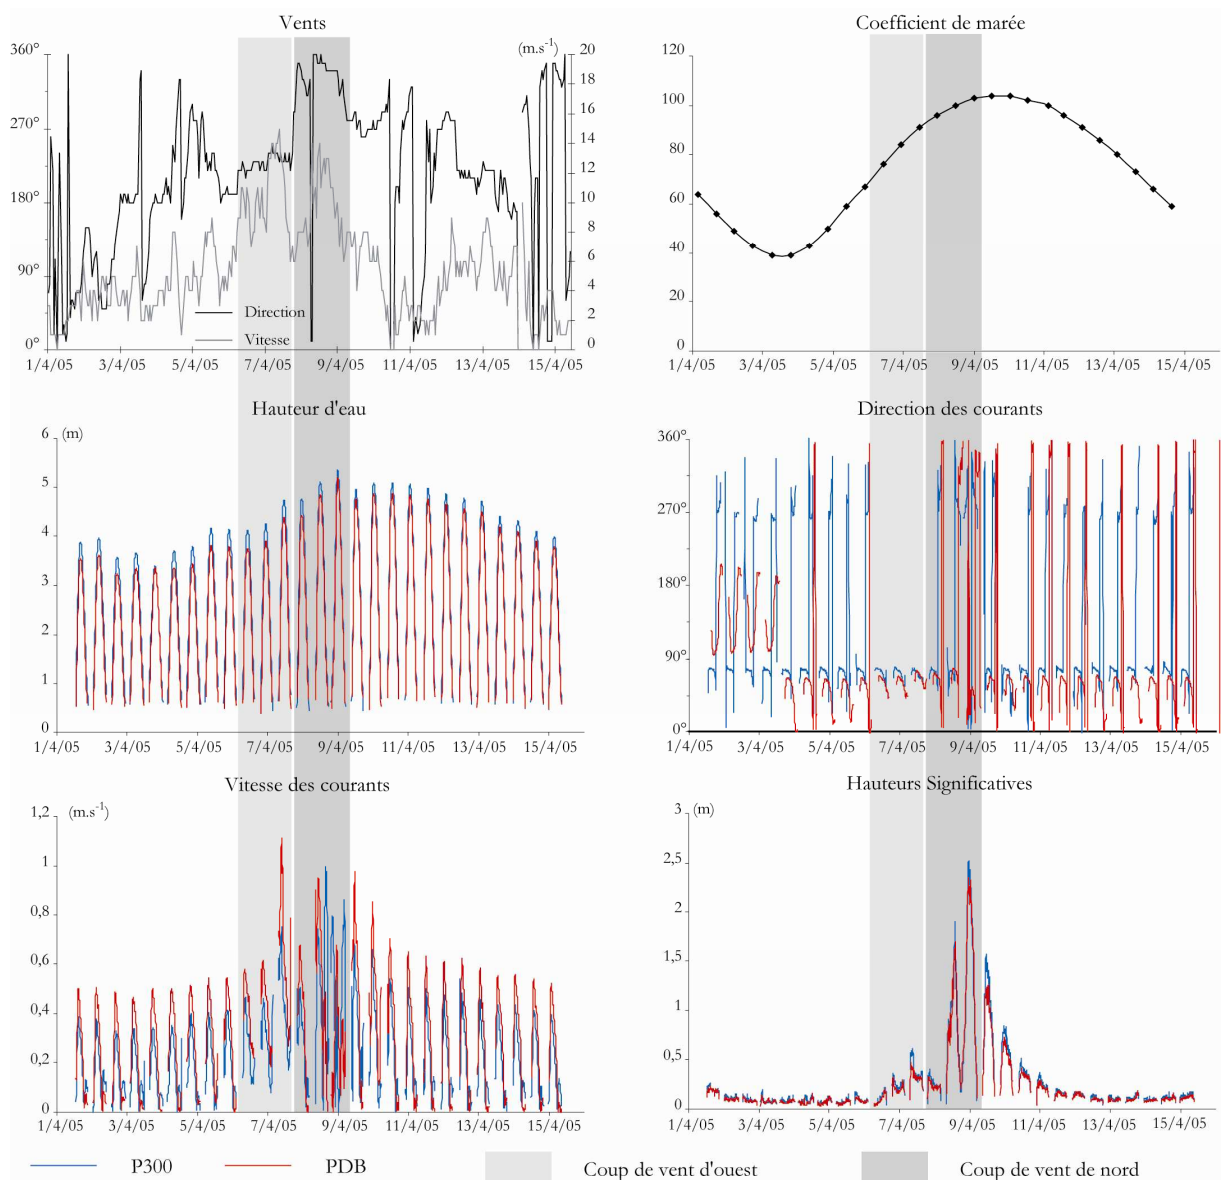 Vents
(m.s-1)
360°
270°
180°
90°
0°
20
18
16
14
12
10
8
6
4
2
0
Direction
Vitesse
1/4/05 3/4/05 5/4/05 7/4/05 9/4/05 11/4/05 13/4/05 15/4/05
Coefficient de marée
120
100
80
60
40
20
0
1/4/05 3/4/05 5/4/05 7/4/05 9/4/05 11/4/05 13/4/05 15/4/05
Hauteur d'eau
(m)
6
5
4
3
2
1
0
1/4/05 3/4/05 5/4/05 7/4/05 9/4/05 11/4/05 13/4/05 15/4/05
Direction des courants
360°
270°
180°
90°
0°
1/4/05 3/4/05 5/4/05 7/4/05 9/4/05 11/4/05 13/4/05 15/4/05
Vitesse des courants
(m.s-1)
1,2
1
0,8
0,6
0,4
0,2
0
1/4/05 3/4/05 5/4/05 7/4/05 9/4/05 11/4/05 13/4/05 15/4/05
Hauteurs Significatives
(m)
3
2,5
2
1,5
1
0,5
0
1/4/05 3/4/05 5/4/05 7/4/05 9/4/05 11/4/05 13/4/05 15/4/05
P300 PDB Coup de vent d'ouest Coup de vent de nord